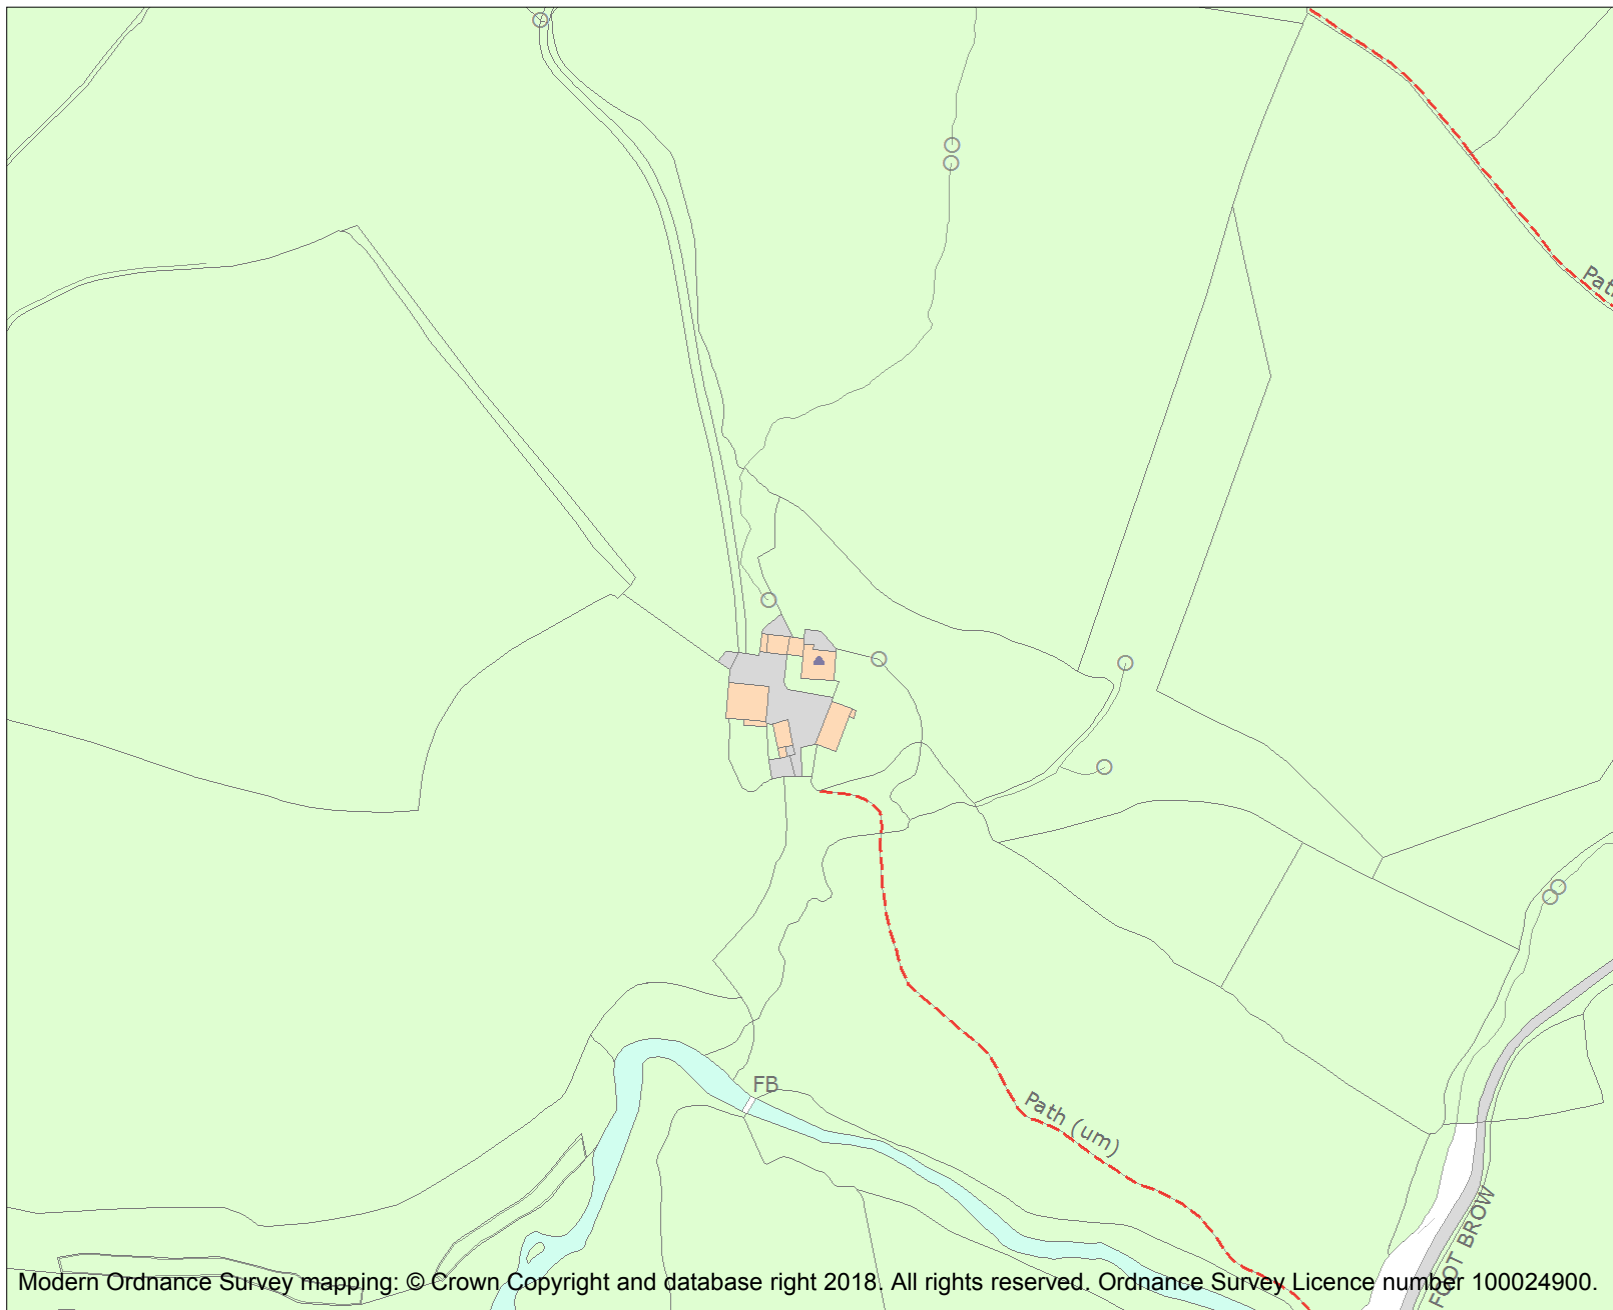 Path
FB
Path (um)
FOOT BROW
Modern Ordnance Survey mapping: © Crown Copyright and database right 2018. All rights reserved. Ordnance Survey Licence number 100024900.